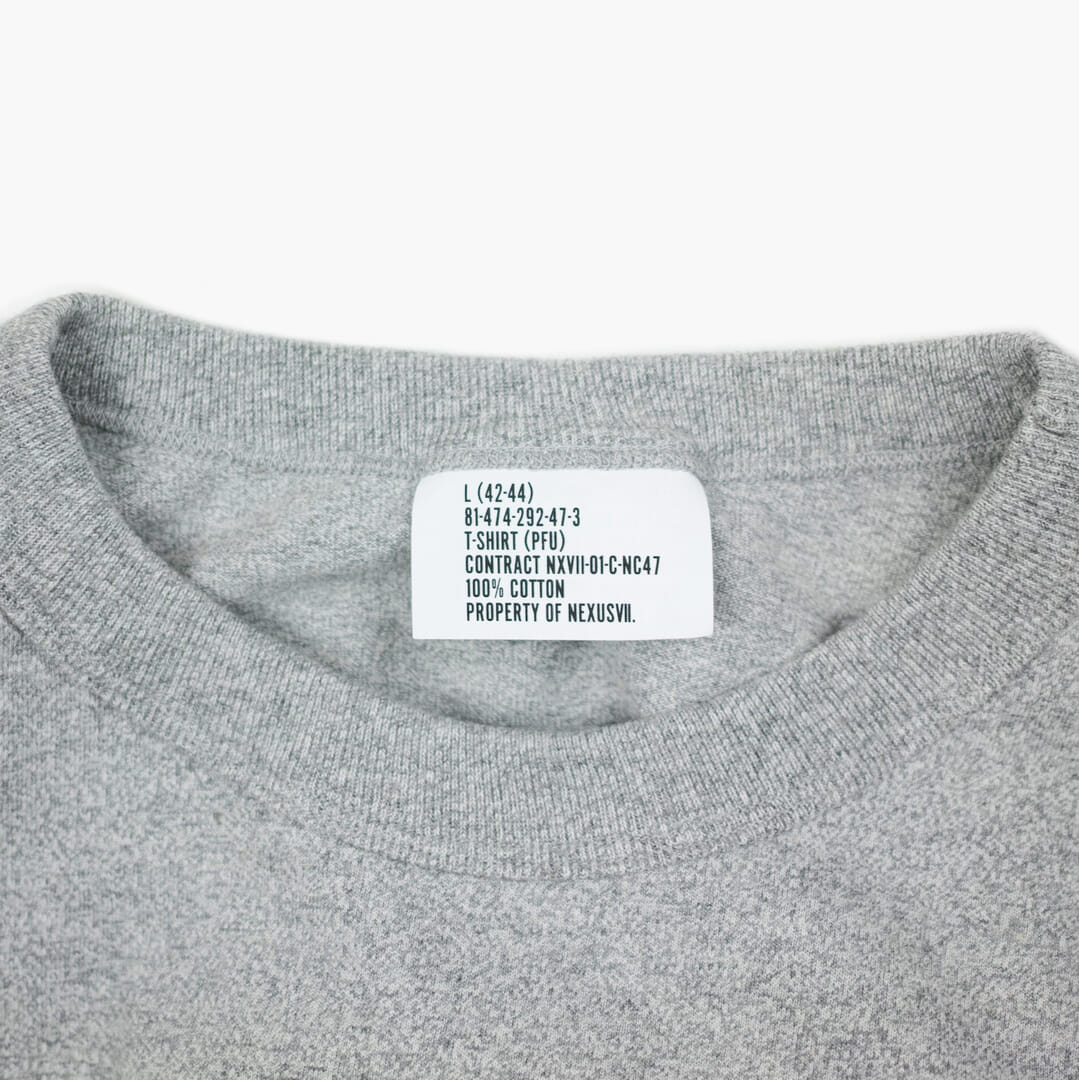 L (42-44)
81-474-292-47-3
T-SHIRT (PFU)
CONTRACT NXVII-01-C-NC47
100% COTTON
PROPERTY OF NEXUSVII.